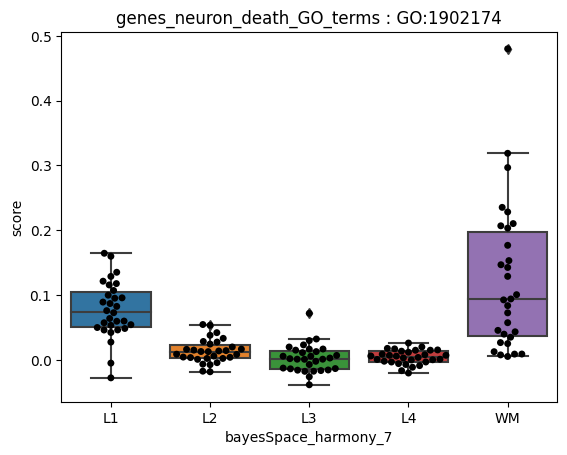 genes_neuron_death_GO_terms : GO:1902174
0.5
0.4
0.3
0.2
0.1
0.0
score
L1 L2 L3 L4 WM
bayesSpace_harmony_7